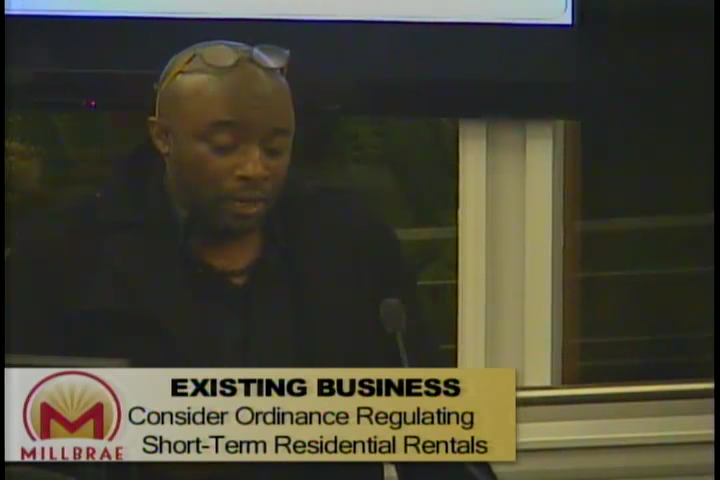 EXISTING BUSINESS
Consider Ordinance Regulating
Short-Term Residential Rentals
M
MILLBRAE